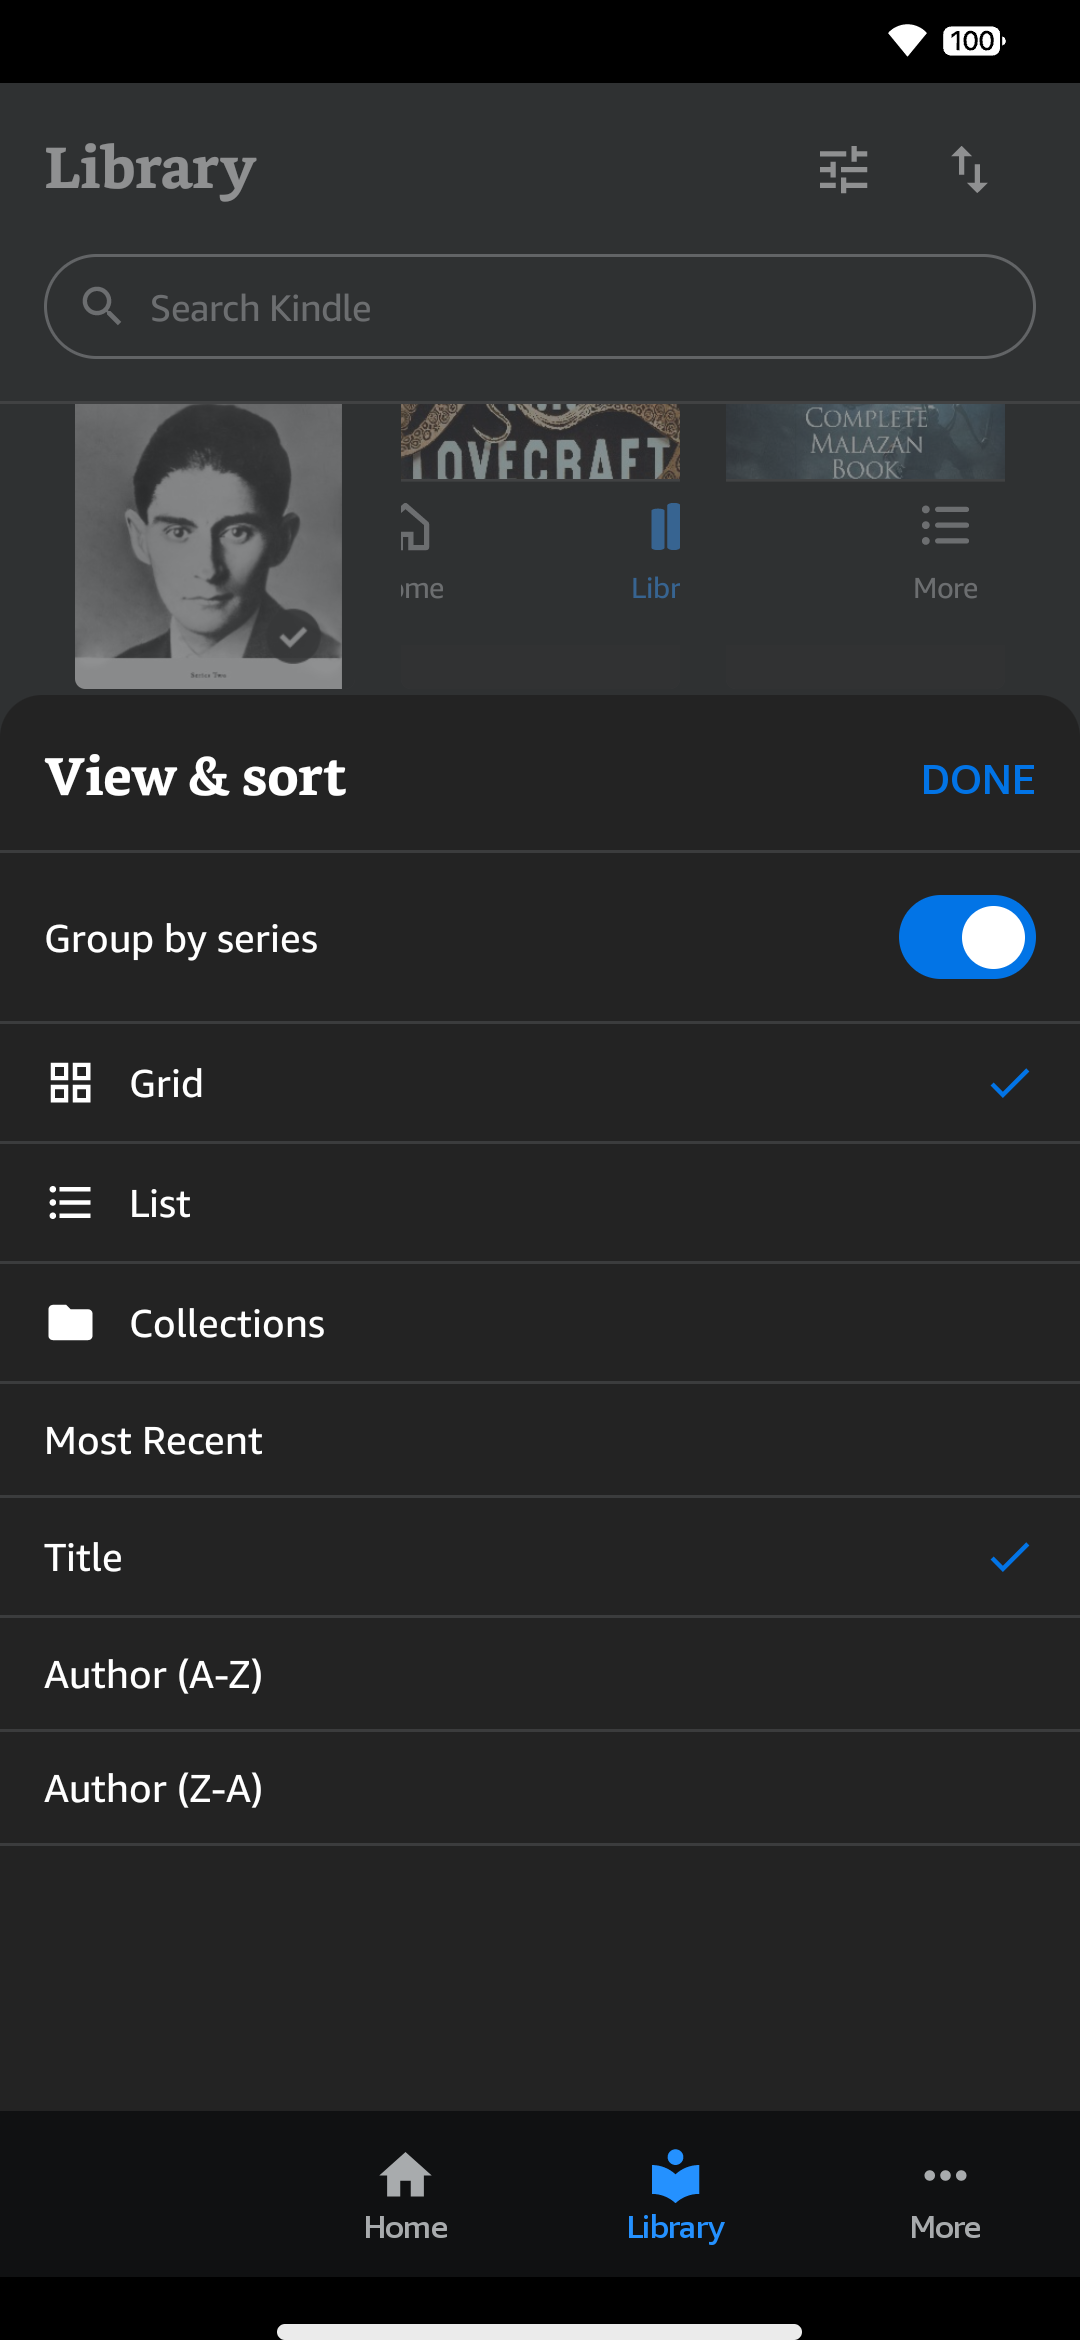 100
Library
Search Kindle
LOVECRAFT
COMPLETE
MALAZAN
BOOK
ome
Libr
More
View & sort
DONE
Group by series
Grid
List
Collections
Most Recent
Title
Author (A-Z)
Author (Z-A)
Home
Library
More